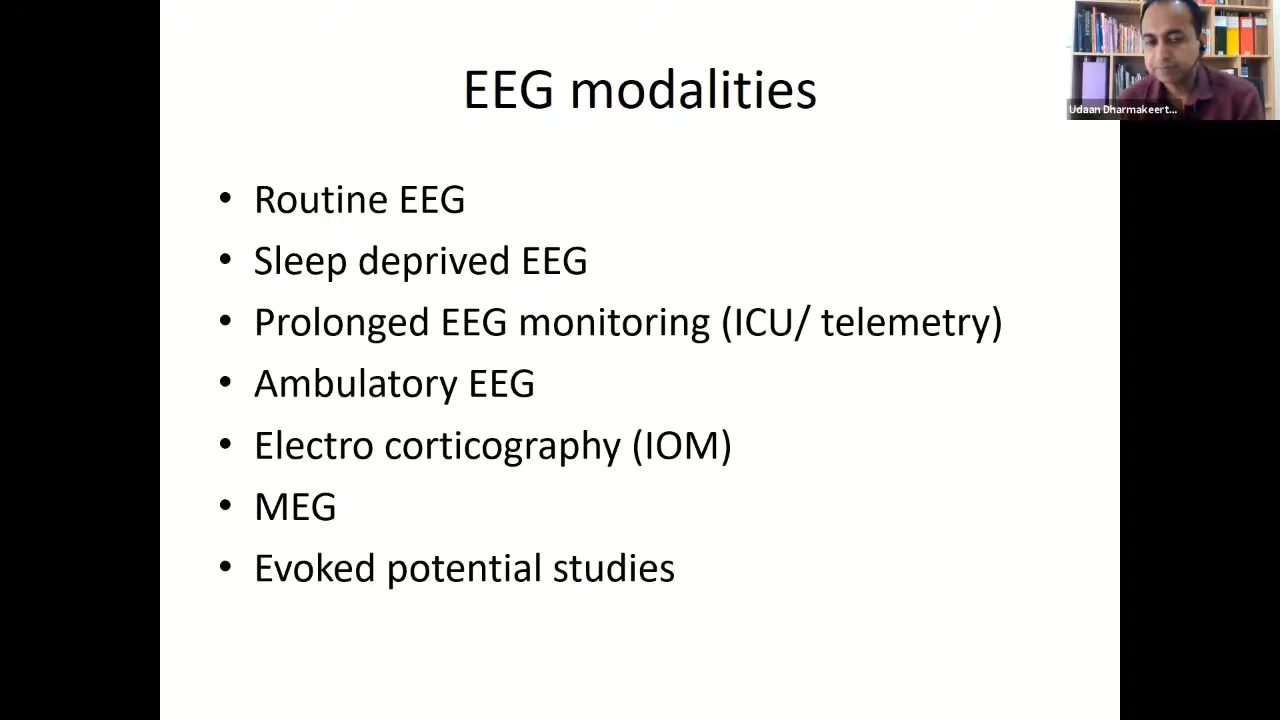 EEG modalities
Udaan Dharmakeert...
• Routine EEG
• Sleep deprived EEG
• Prolonged EEG monitoring (ICU/ telemetry)
• Ambulatory EEG
• Electro corticography (IOM)
• MEG
• Evoked potential studies